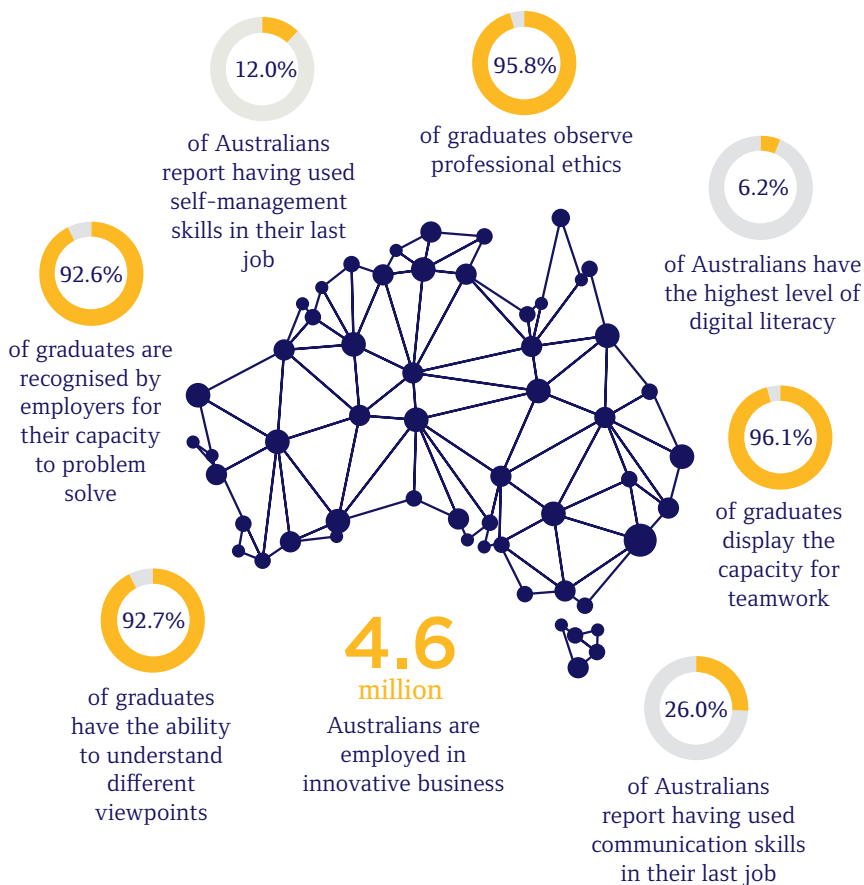 12.0%
of Australians
report having used
self-management
skills in their last
job
95.8%
of graduates observe
professional ethics
6.2%
of Australians have
the highest level of
digital literacy
92.6%
of graduates are
recognised by
employers for
their capacity
to problem
solve
96.1%
of graduates
display the
capacity for
teamwork
92.7%
of graduates
have the ability
to understand
different
viewpoints
4.6
million
Australians are
employed in
innovative business
26.0%
of Australians
report having used
communication skills
in their last job